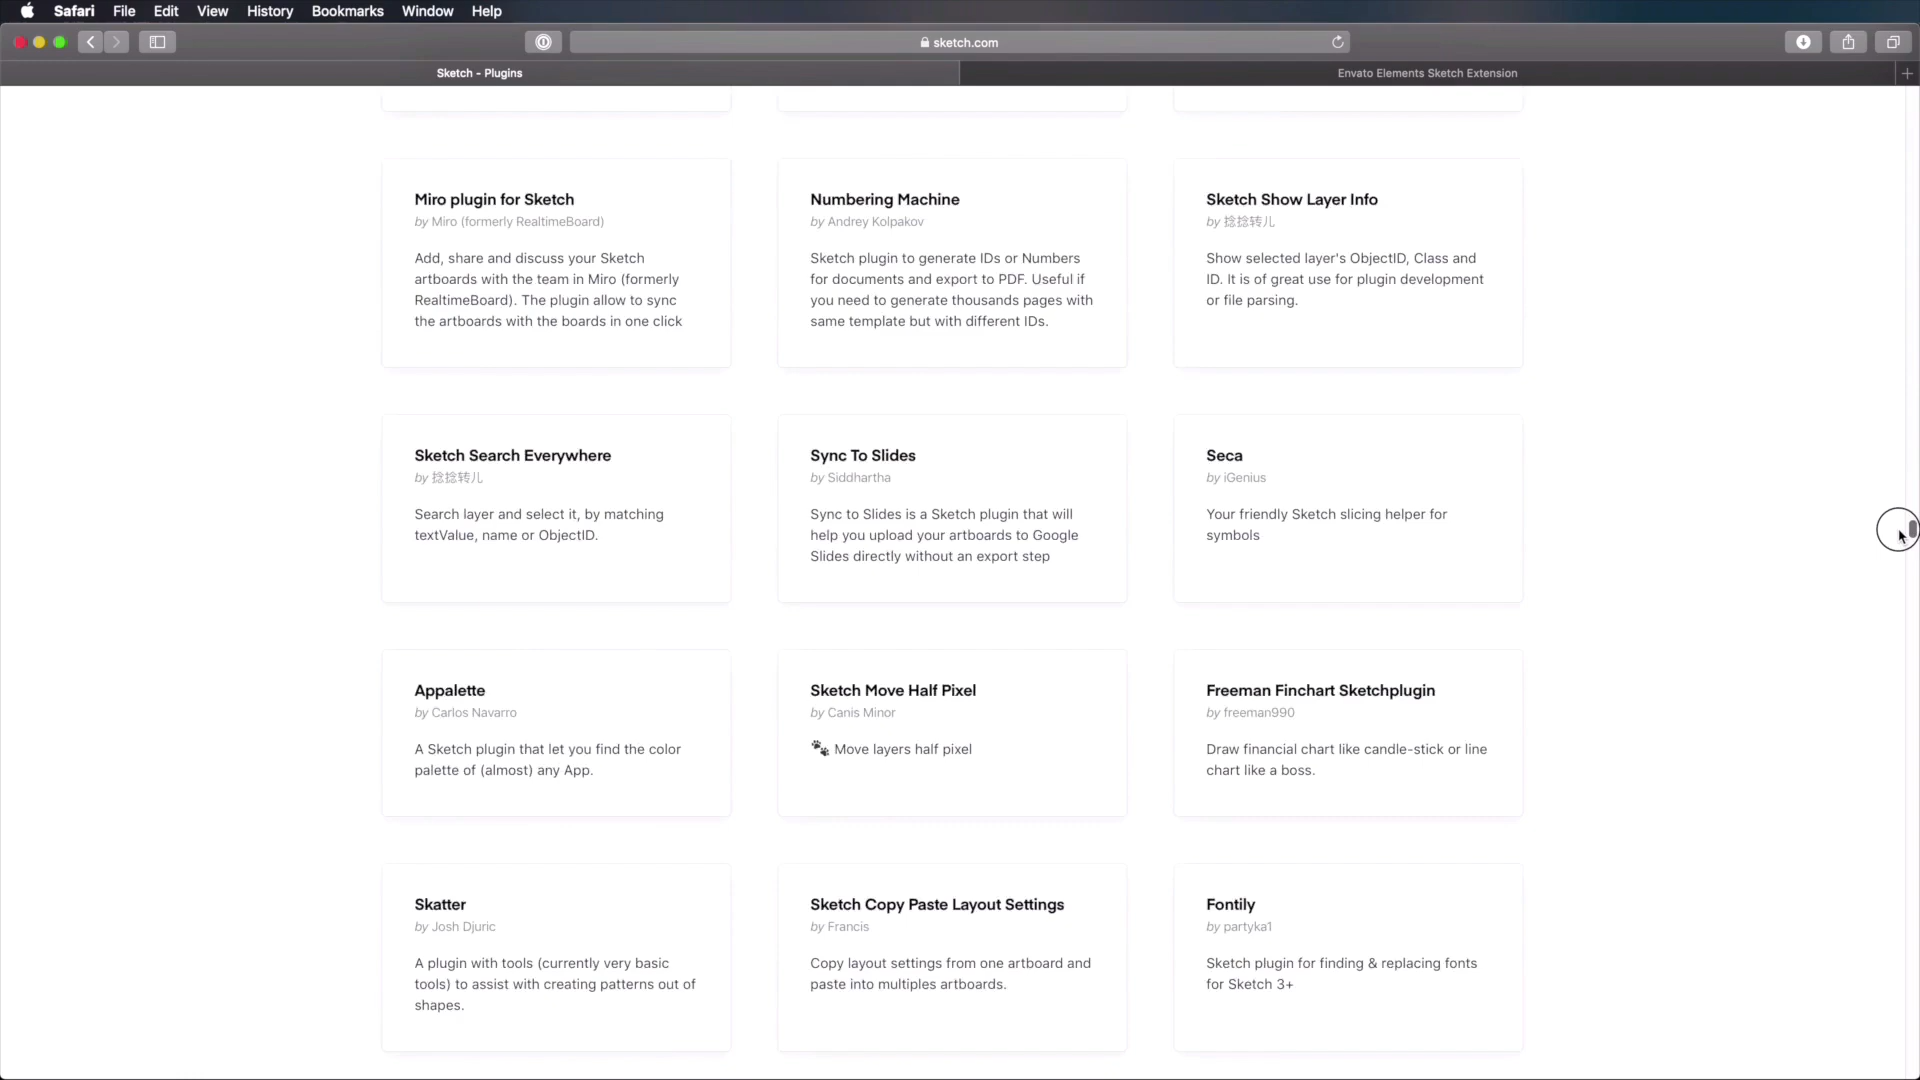 Safari File Edit View History Bookmarks Window Help
sketch.com
Sketch - Plugins
Envato Elements Sketch Extension
Miro plugin for Sketch
by Miro (formerly RealtimeBoard)
Add, share and discuss your Sketch
artboards with the team in Miro (formerly
RealtimeBoard). The plugin allow to sync
the artboards with the boards in one click
Numbering Machine
by Andrey Kolpakov
Sketch plugin to generate IDs or Numbers
for documents and export to PDF. Useful if
you need to generate thousands pages with
same template but with different IDs.
Sketch Show Layer Info
by 捻捻转儿
Show selected layer's ObjectID, Class and
ID. It is of great use for plugin development
or file parsing.
Sketch Search Everywhere
by 捻捻转儿
Search layer and select it, by matching
textValue, name or ObjectID.
Sync To Slides
by Siddhartha
Sync to Slides is a Sketch plugin that will
help you upload your artboards to Google
Slides directly without an export step
Seca
by iGenius
Your friendly Sketch slicing helper for
symbols
Appalette
by Carlos Navarro
A Sketch plugin that let you find the color
palette of (almost) any App.
Sketch Move Half Pixel
by Canis Minor
🐾 Move layers half pixel
Freeman Finchart Sketchplugin
by freeman990
Draw financial chart like candle-stick or line
chart like a boss.
Skatter
by Josh Djuric
A plugin with tools (currently very basic
tools) to assist with creating patterns out of
shapes.
Sketch Copy Paste Layout Settings
by Francis
Copy layout settings from one artboard and
paste into multiples artboards.
Fontily
by partyka1
Sketch plugin for finding & replacing fonts
for Sketch 3+